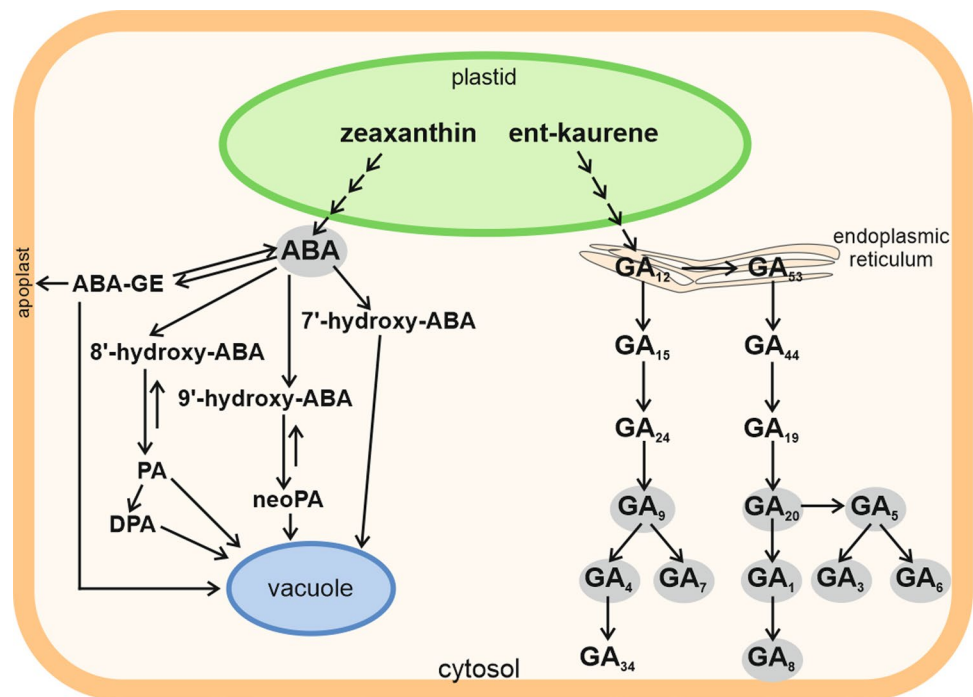 plastid
zeaxanthin ent-kaurene
ABA
endoplasmic
reticulum
GA12 GA53
apoplast
ABA-GE
7'-hydroxy-ABA
8'-hydroxy-ABA
GA15 GA44
9'-hydroxy-ABA
GA24 GA19
PA
neoPA
DPA
GA9 GA20 GA5
vacuole
GA4 GA7 GA1 GA3 GA6
GA34 GA8
cytosol